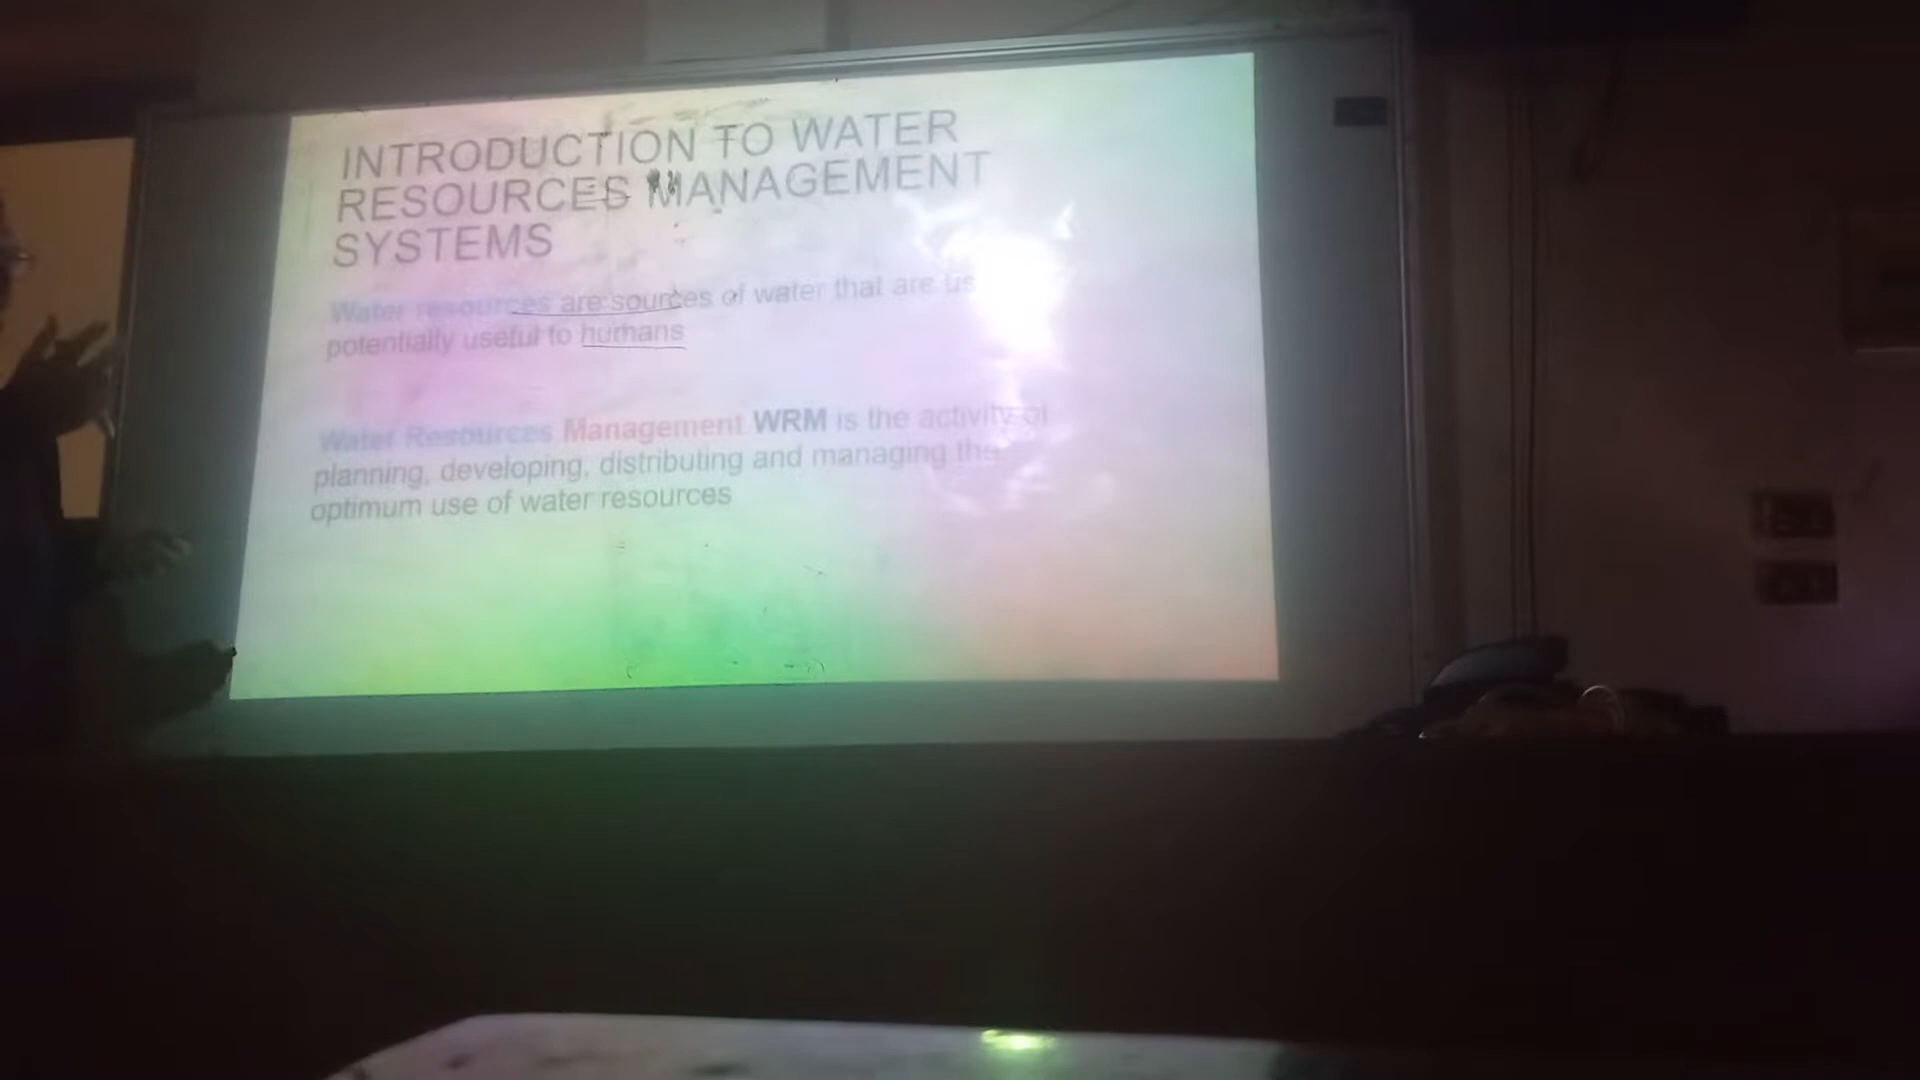 INTRODUCTION TO WATER
RESOURCES MANAGEMENT
SYSTEMS
Water resources are sources of water that are
potentially useful to humans
Water Resources Management WRM is the activity of
planning, developing, distributing and managing the
optimum use of water resources